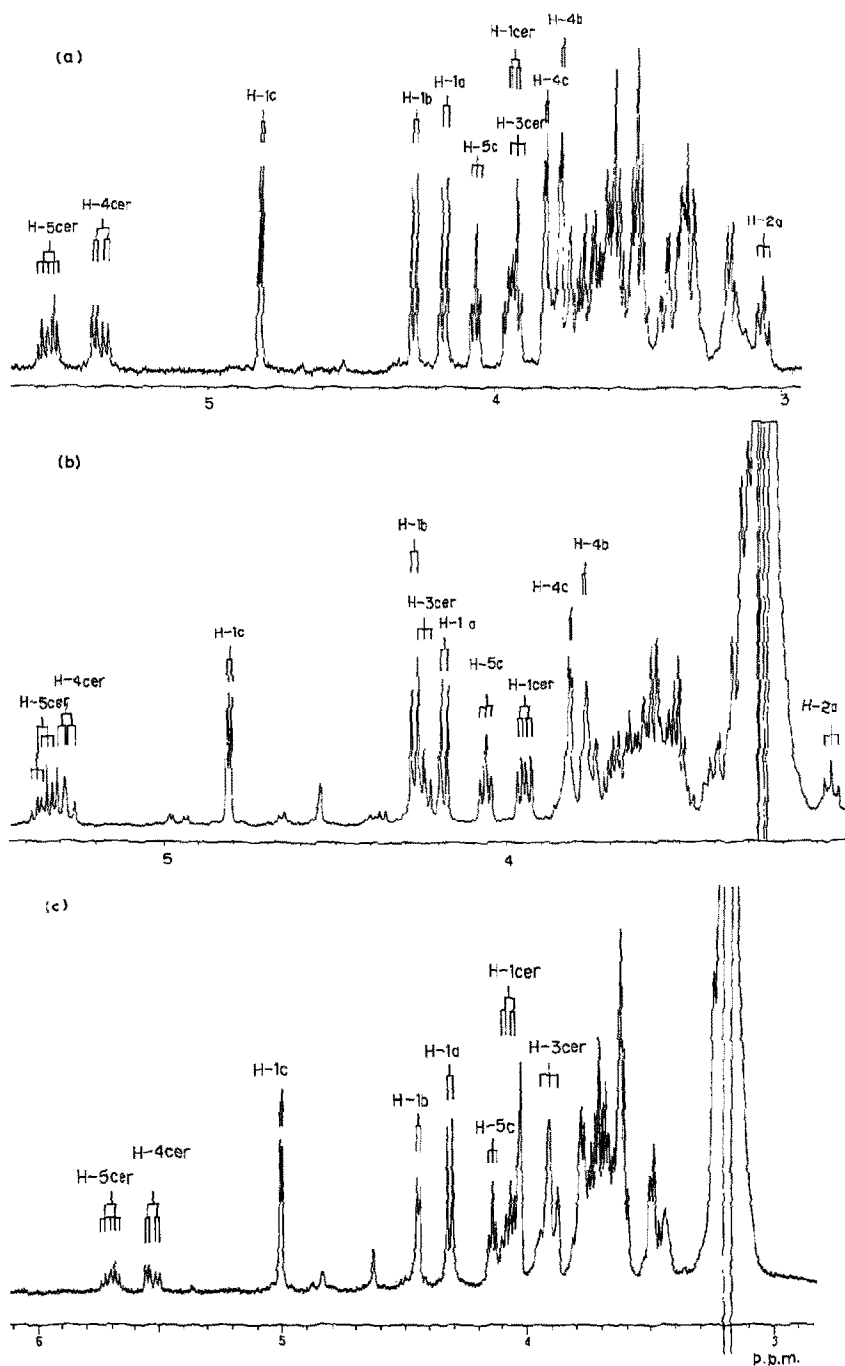 (a)
H-4b
H-1cer
H-1c
H-1b
H-1a
H-4c
H-3cer
H-5c
H-4cer
H-5cer
H-2a
5
4
3
(b)
H-1b
H-4b
H-4c
H-3cer
H-1c
H-1a
H-4cer
H-5c
H-5cer
H-1cer
H-2a
5
4
(c)
H-1cer
H-1a
H-3cer
H-1c
H-1b
H-5c
H-4cer
H-5cer
6
5
4
3
p.p.m.